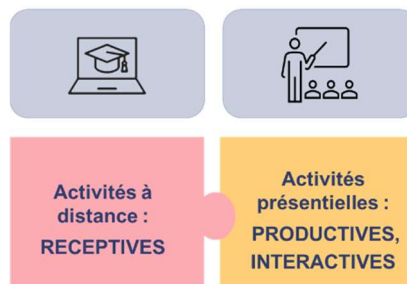 Activités à
distance :
RECEPTIVES
Activités
présentielles :
PRODUCTIVES,
INTERACTIVES